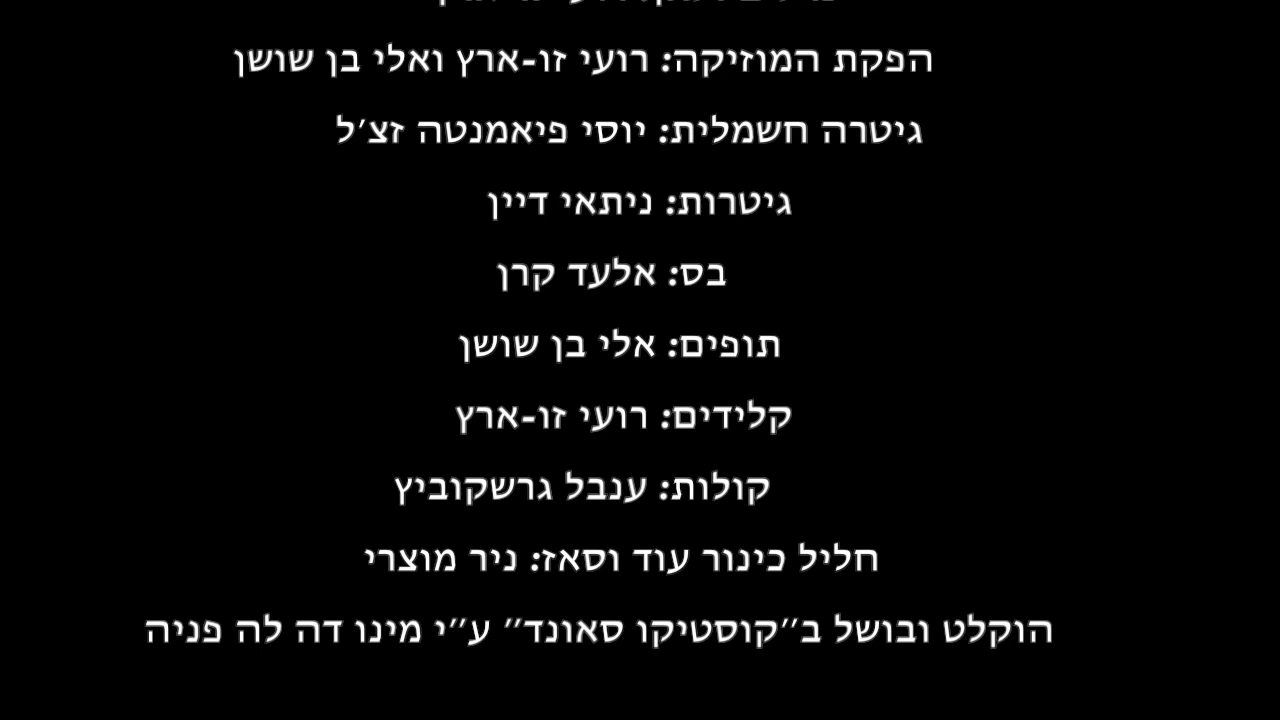 הפקת המוזיקה: רועי זו-ארץ ואלי בן שושן
גיטרה חשמלית: יוסי פיאמנטה זצ׳ל
גיטרות: ניתאי דיין
בס: אלעד קרן
תופים: אלי בן שושן
קלידים: רועי זו-ארץ
קולות: ענבל גרשקוביץ
חליל כינור עוד וסאז: ניר מוצרי
הוקלט ובושל ב״קוסטיקו סאונד״ ע״י מינו דה לה פניה